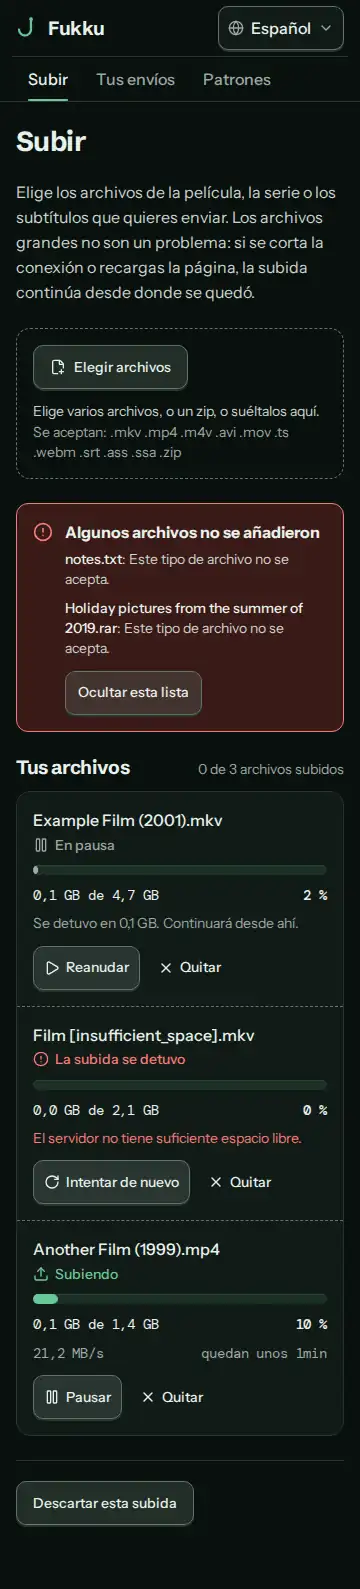 Fukku
Español
Subir
Tus envíos
Patrones
Subir
Elige los archivos de la película, la serie o los
subtítulos que quieres enviar. Los archivos
grandes no son un problema: si se corta la
conexión o recargas la página, la subida
continúa desde donde se quedó.
Elegir archivos
Elige varios archivos, o un zip, o suéltalos aquí.
Se aceptan: .mkv .mp4 .m4v .avi .mov .ts
.webm .srt .ass .ssa .zip
Algunos archivos no se añadieron
notes.txt: Este tipo de archivo no se
acepta.
Holiday pictures from the summer of
2019.rar: Este tipo de archivo no se
acepta.
Ocultar esta lista
Tus archivos
0 de 3 archivos subidos
Example Film (2001).mkv
En pausa
0,1 GB de 4,7 GB
2 %
Se detuvo en 0,1 GB. Continuará desde ahí.
Reanudar
Quitar
Film [insufficient_space].mkv
La subida se detuvo
0,0 GB de 2,1 GB
0 %
El servidor no tiene suficiente espacio libre.
Intentar de nuevo
Quitar
Another Film (1999).mp4
Subiendo
0,1 GB de 1,4 GB
10 %
21,2 MB/s
quedan unos 1min
Pausar
Quitar
Descartar esta subida